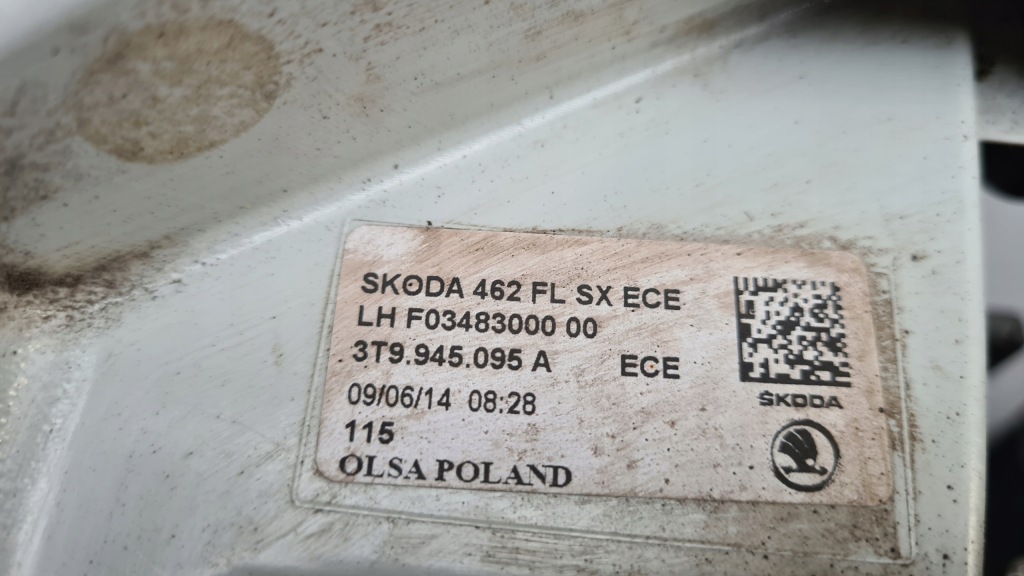 SKODA 462 FL SX ECE
LH F03483000 00
3T9.945.095 A ECE
09/06/14 08:28
115
OLSA POLAND
ŠKODA